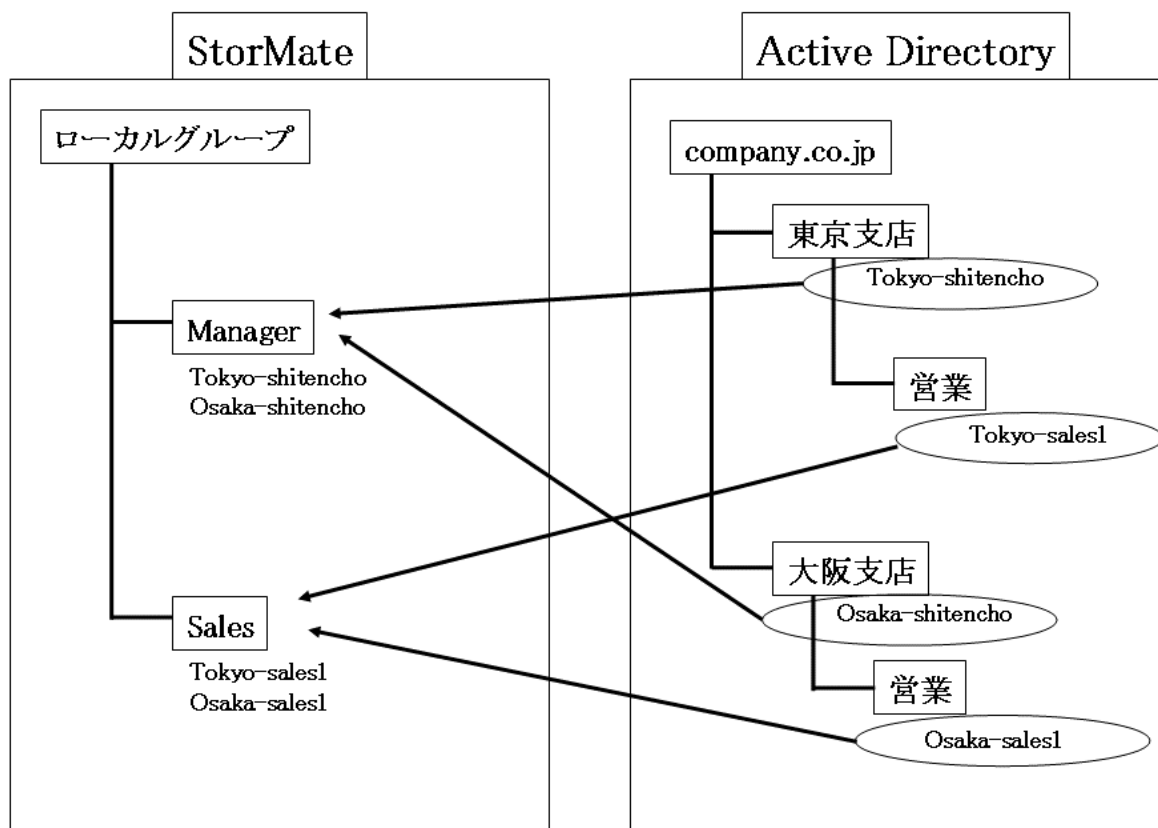 StorMate
ローカルグループ
Manager
Tokyo-shitencho
Osaka-shitencho
Sales
Tokyo-sales1
Osaka-sales1
Active Directory
company.co.jp
東京支店
Tokyo-shitencho
営業
Tokyo-sales1
大阪支店
Osaka-shitencho
営業
Osaka-sales1